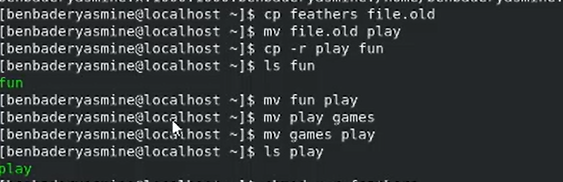 [benbaderyasmine@localhost ~]$ cp feathers file.old
[benbaderyasmine@localhost ~]$ mv file.old play
[benbaderyasmine@localhost ~]$ cp -r play fun
[benbaderyasmine@localhost ~]$ ls fun
fun
[benbaderyasmine@localhost ~]$ mv fun play
[benbaderyasmine@localhost ~]$ mv play games
[benbaderyasmine@localhost ~]$ mv games play
[benbaderyasmine@localhost ~]$ ls play
play